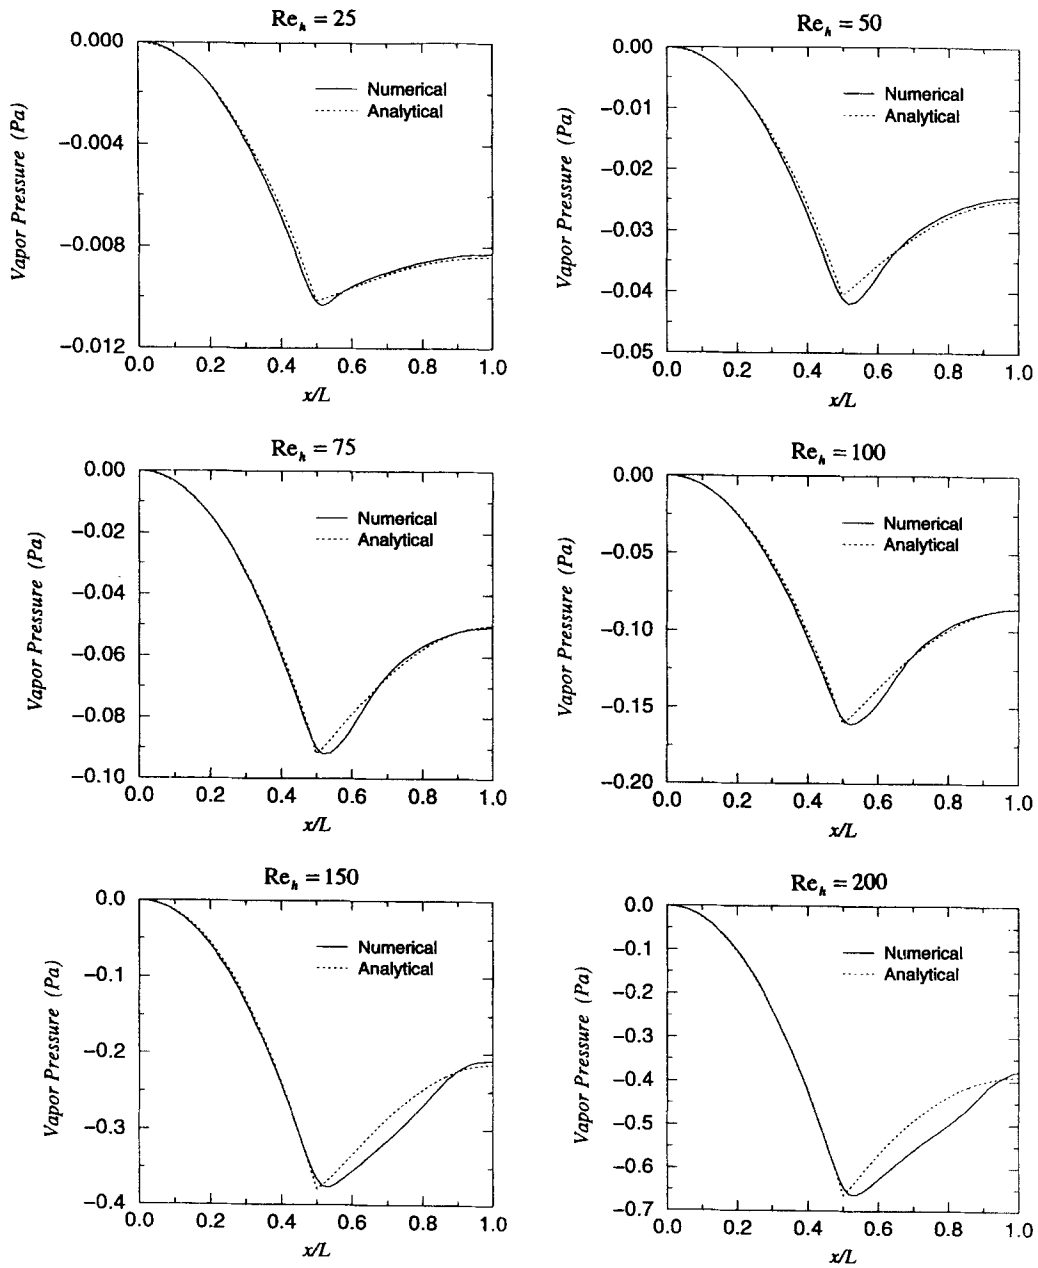 Re_h = 25
0.000
−0.004
−0.008
−0.012
Vapor Pressure (Pa)
Numerical
Analytical
0.0 0.2 0.4 0.6 0.8 1.0
x/L
Re_h = 50
0.00
−0.01
−0.02
−0.03
−0.04
−0.05
Vapor Pressure (Pa)
Numerical
Analytical
0.0 0.2 0.4 0.6 0.8 1.0
x/L
Re_h = 75
0.00
−0.02
−0.04
−0.06
−0.08
−0.10
Vapor Pressure (Pa)
Numerical
Analytical
0.0 0.2 0.4 0.6 0.8 1.0
x/L
Re_h = 100
0.00
−0.05
−0.10
−0.15
−0.20
Vapor Pressure (Pa)
Numerical
Analytical
0.0 0.2 0.4 0.6 0.8 1.0
x/L
Re_h = 150
0.0
−0.1
−0.2
−0.3
−0.4
Vapor Pressure (Pa)
Numerical
Analytical
0.0 0.2 0.4 0.6 0.8 1.0
x/L
Re_h = 200
0.0
−0.1
−0.2
−0.3
−0.4
−0.5
−0.6
−0.7
Vapor Pressure (Pa)
Numerical
Analytical
0.0 0.2 0.4 0.6 0.8 1.0
x/L